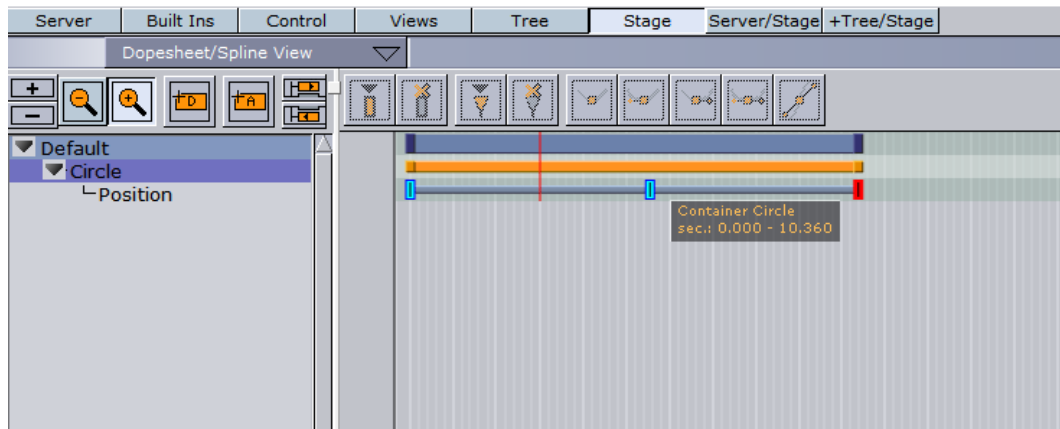 Server Built Ins Control Views Tree Stage Server/Stage +Tree/Stage
Dopesheet/Spline View
D A
Default
Circle
Position
Container Circle
sec.: 0.000 - 10.360